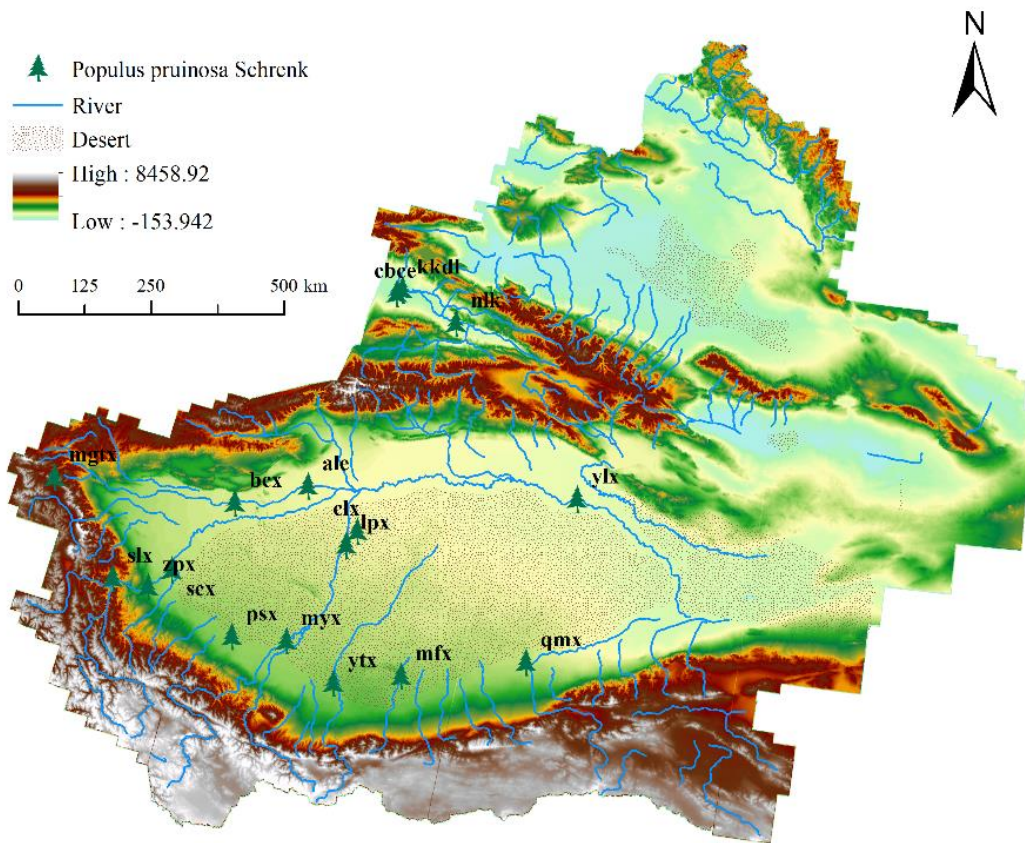 N
Populus pruinosa Schrenk
River
Desert
High : 8458.92
Low : -153.942
0 125 250 500 km
cbce kkdl
nlk
mgtx
bcx
ale
ylx
clx
lpx
slx
zpx
scx
psx
myx
ytx
mfx
qmx